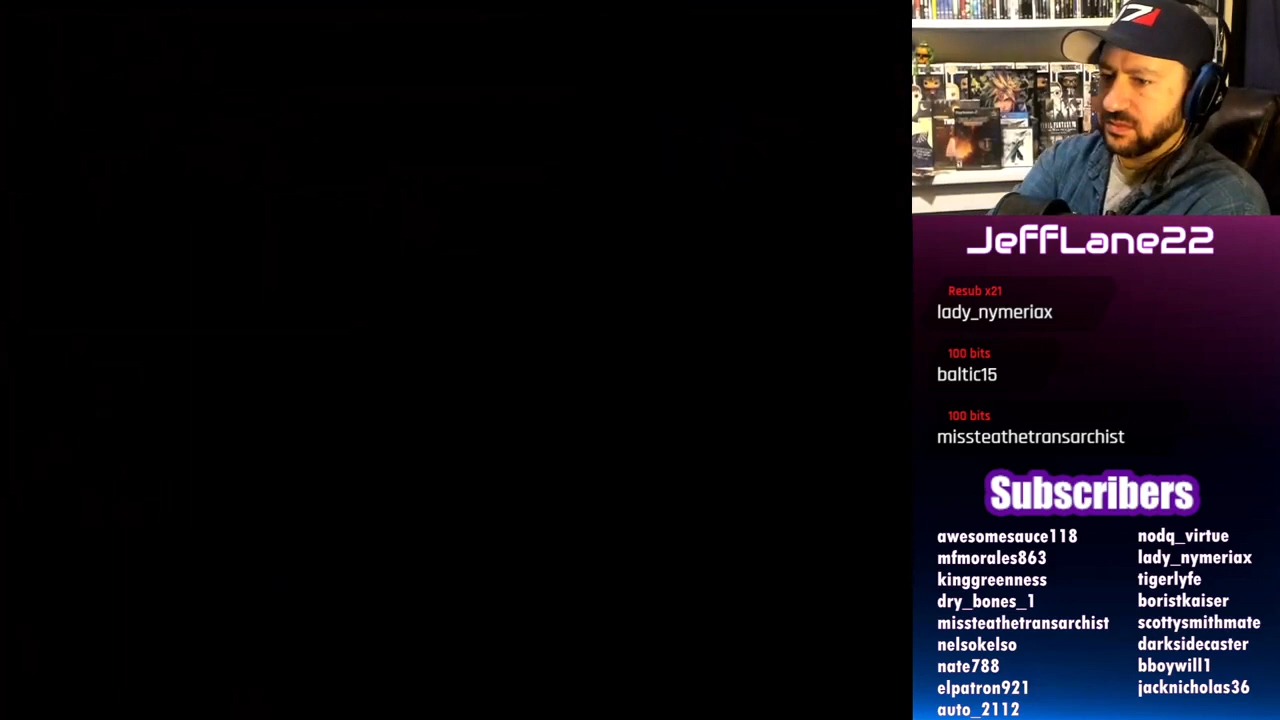 JeffLane22
Resub x21
lady_nymeriax
100 bits
baltic15
100 bits
missteathetransarchist
Subscribers
awesomesauce118
mfmorales863
kinggreenness
dry_bones_1
missteathetransarchist
nelsokelso
nate788
elpatron921
auto_2112
nodq_virtue
lady_nymeriax
tigerlyfe
boristkaiser
scottysmithmate
darksidecaster
bboywill1
jacknicholas36